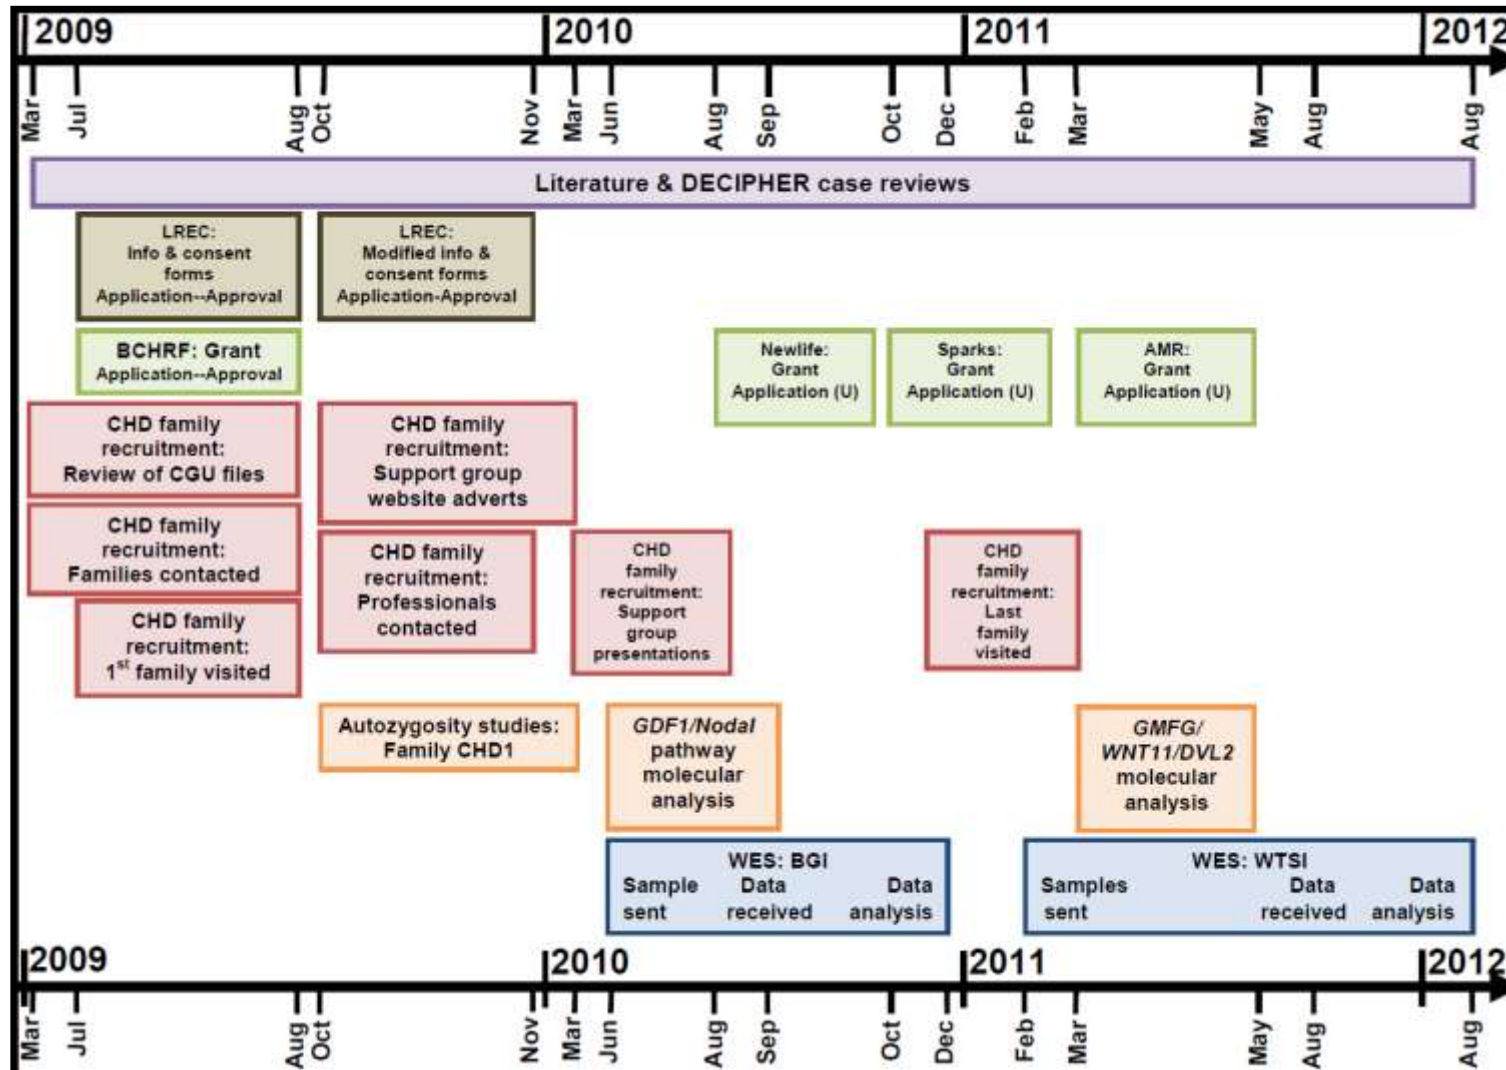 2009 2010 2011 2012
Mar Jul Aug Oct Nov Mar Jun Aug Sep Oct Dec Feb Mar May Aug Aug
Literature & DECIPHER case reviews
LREC:
Info & consent
forms
Application--Approval
LREC:
Modified info &
consent forms
Application-Approval
BCHRF: Grant
Application--Approval
Newlife:
Grant
Application (U)
Sparks:
Grant
Application (U)
AMR:
Grant
Application (U)
CHD family
recruitment:
Review of CGU files
CHD family
recruitment:
Support group
website adverts
CHD family
recruitment:
Families contacted
CHD family
recruitment:
Professionals
contacted
CHD
family
recruitment:
Support
group
presentations
CHD
family
recruitment:
Last
family
visited
CHD family
recruitment:
1st family visited
Autozygosity studies:
Family CHD1
GDF1/Nodal
pathway
molecular
analysis
GMFG/
WNT11/DVL2
molecular
analysis
WES: BGI
Sample Data Data
sent received analysis
WES: WTSI
Samples Data Data
sent received analysis
2009 2010 2011 2012
Mar Jul Aug Oct Nov Mar Jun Aug Sep Oct Dec Feb Mar May Aug Aug